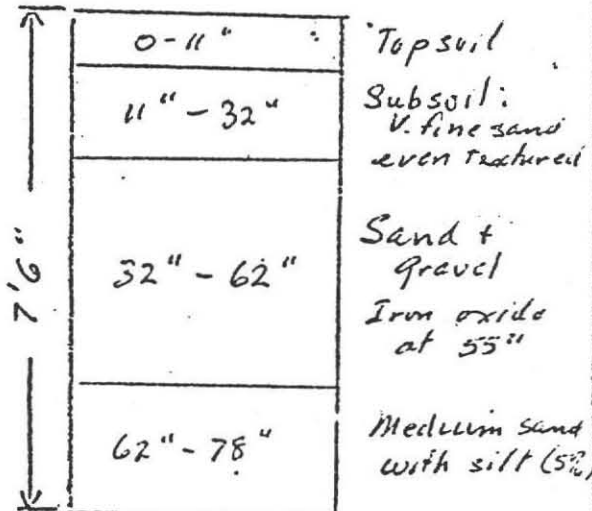 7'6"
0-11"
Topsoil
11"-32"
Subsoil:
V. fine sand
even textured
32"-62"
Sand +
gravel
Iron oxide
at 55"
62"-78"
Medium sand
with silt (5%)